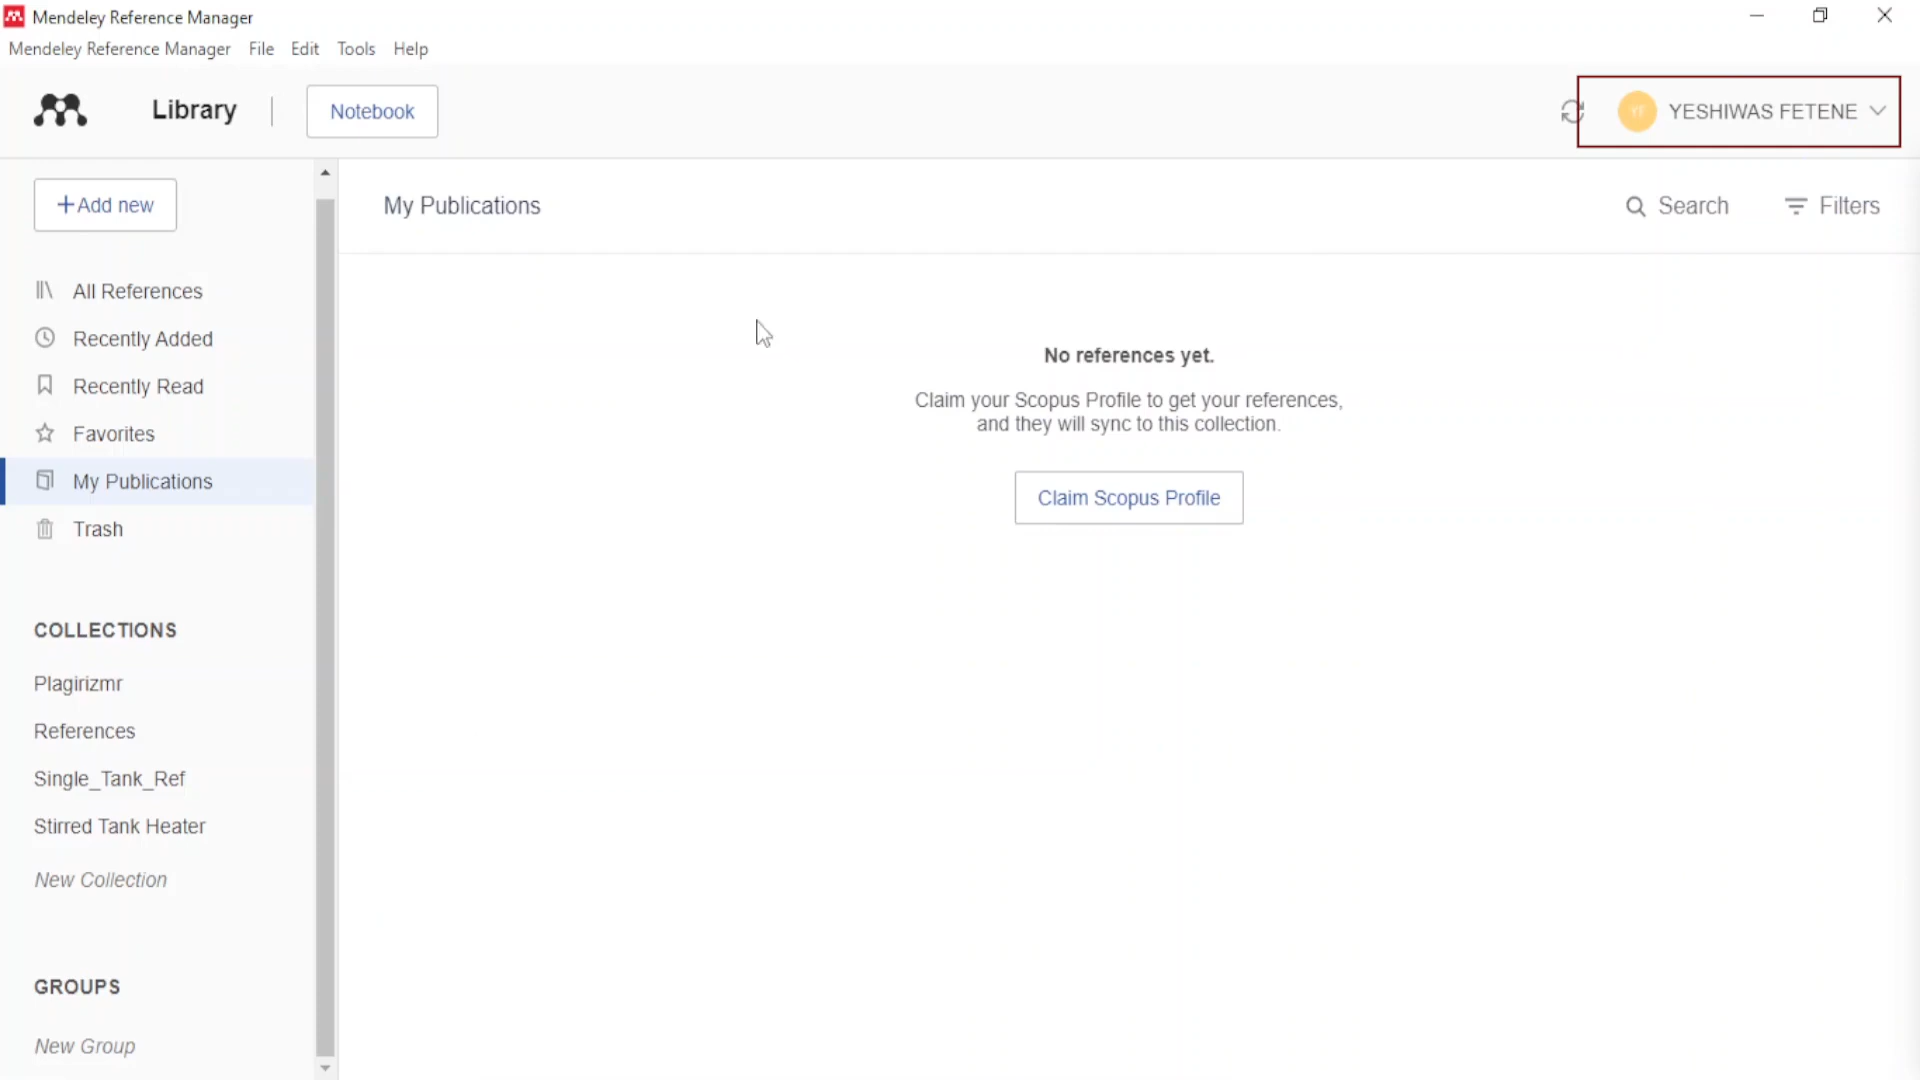 Mendeley Reference Manager
Mendeley Reference Manager File Edit Tools Help
Library
Notebook
YF YESHIWAS FETENE
+Add new
My Publications
Search
Filters
All References
Recently Added
Recently Read
Favorites
My Publications
Trash
No references yet.
Claim your Scopus Profile to get your references,
and they will sync to this collection.
Claim Scopus Profile
COLLECTIONS
Plagirizmr
References
Single_Tank_Ref
Stirred Tank Heater
New Collection
GROUPS
New Group